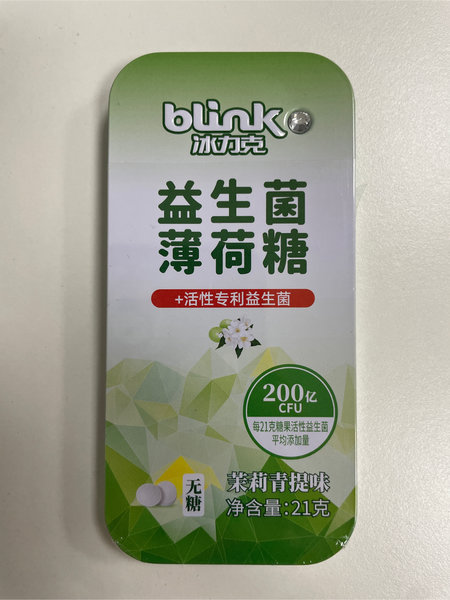 blink
冰力克
益生菌
薄荷糖
+活性专利益生菌
200亿
CFU
每21克糖果活性益生菌
平均添加量
无糖
茉莉青提味
净含量:21克